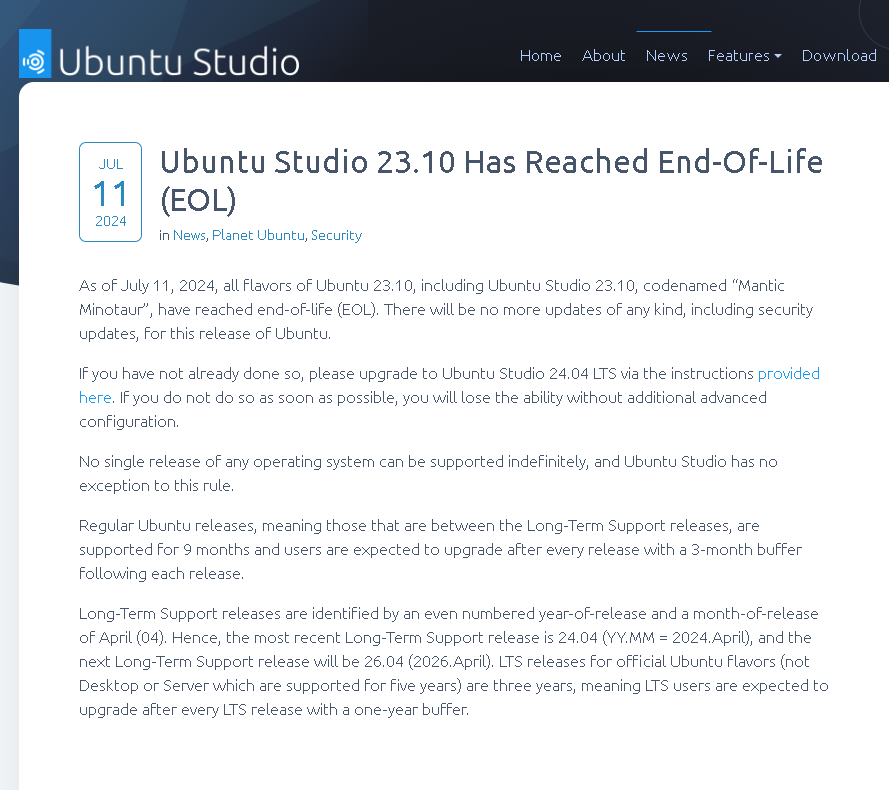 Ubuntu Studio
Home About News Features Download
JUL
11
2024
Ubuntu Studio 23.10 Has Reached End-Of-Life
(EOL)
in News, Planet Ubuntu, Security
As of July 11, 2024, all flavors of Ubuntu 23.10, including Ubuntu Studio 23.10, codenamed “Mantic
Minotaur”, have reached end-of-life (EOL). There will be no more updates of any kind, including security
updates, for this release of Ubuntu.
If you have not already done so, please upgrade to Ubuntu Studio 24.04 LTS via the instructions provided
here. If you do not do so as soon as possible, you will lose the ability without additional advanced
configuration.
No single release of any operating system can be supported indefinitely, and Ubuntu Studio has no
exception to this rule.
Regular Ubuntu releases, meaning those that are between the Long-Term Support releases, are
supported for 9 months and users are expected to upgrade after every release with a 3-month buffer
following each release.
Long-Term Support releases are identified by an even numbered year-of-release and a month-of-release
of April (04). Hence, the most recent Long-Term Support release is 24.04 (YY.MM = 2024.April), and the
next Long-Term Support release will be 26.04 (2026.April). LTS releases for official Ubuntu flavors (not
Desktop or Server which are supported for five years) are three years, meaning LTS users are expected to
upgrade after every LTS release with a one-year buffer.